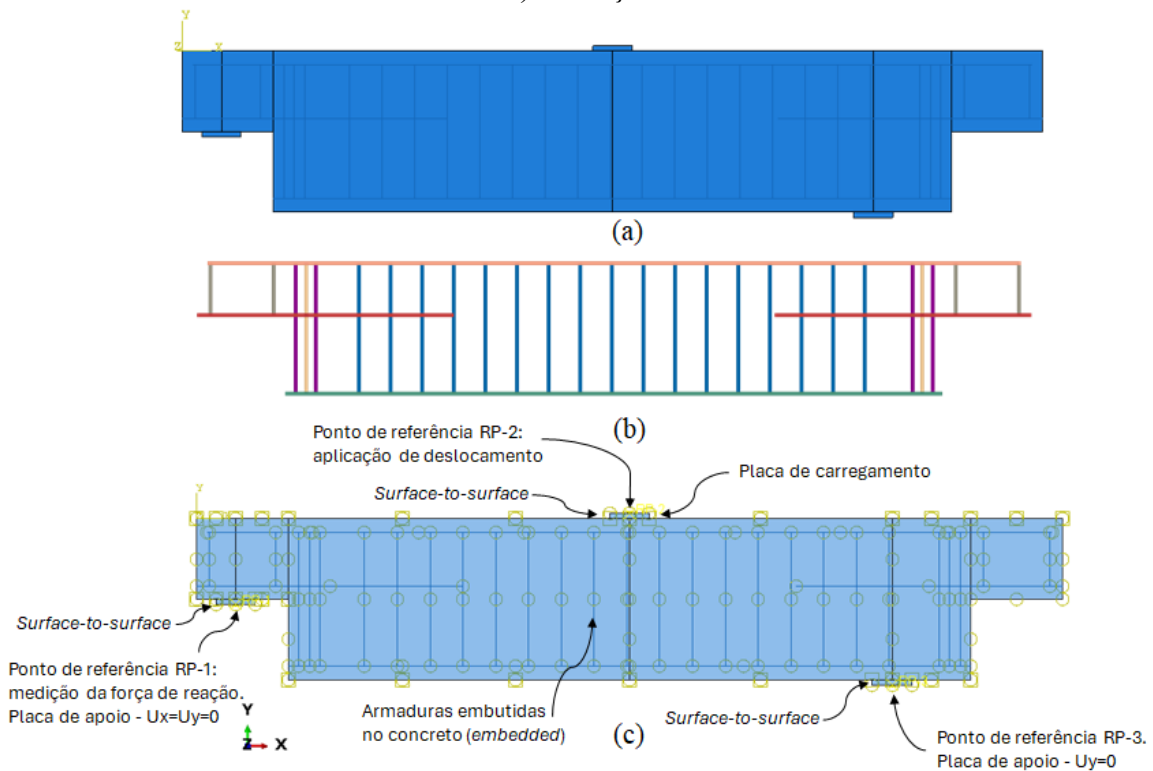 Y
Z X
(a)
(b)
Ponto de referência RP-2:
aplicação de deslocamento
Placa de carregamento
Surface-to-surface
Y
Surface-to-surface
Ponto de referência RP-1:
medição da força de reação.
Placa de apoio - Ux=Uy=0
Y
Z X
Armaduras embutidas
no concreto (embedded)
(c)
Surface-to-surface
Ponto de referência RP-3.
Placa de apoio - Uy=0